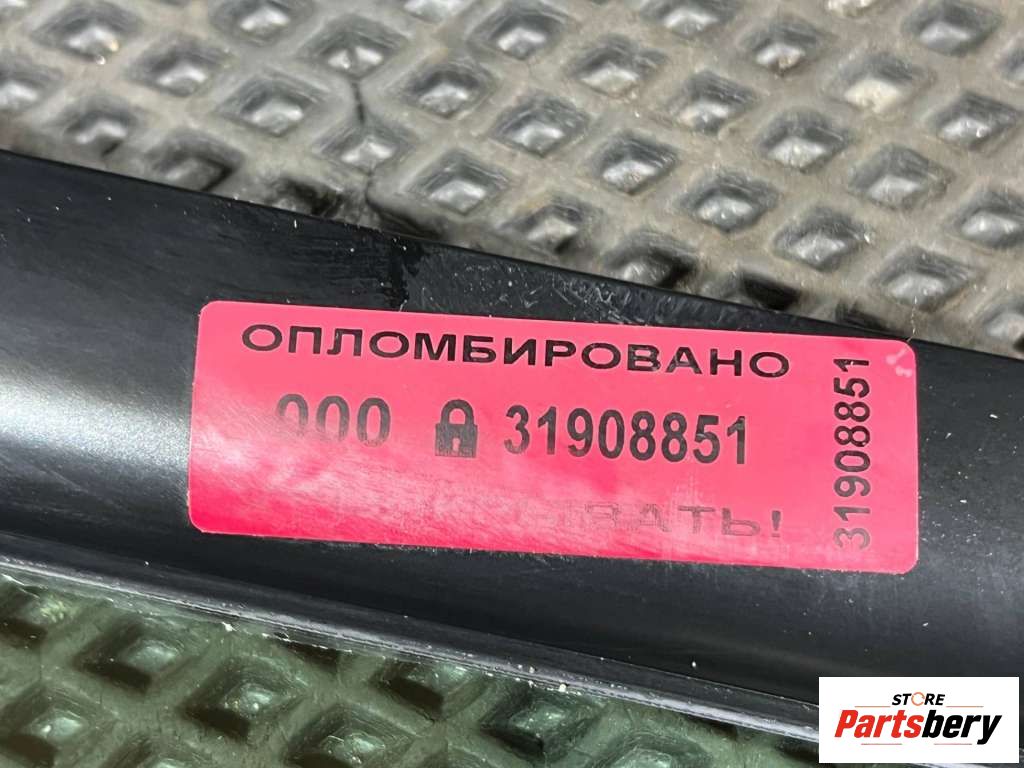 ОПЛОМБИРОВАНО
000 31908851
31908851
STORE
Partsbery